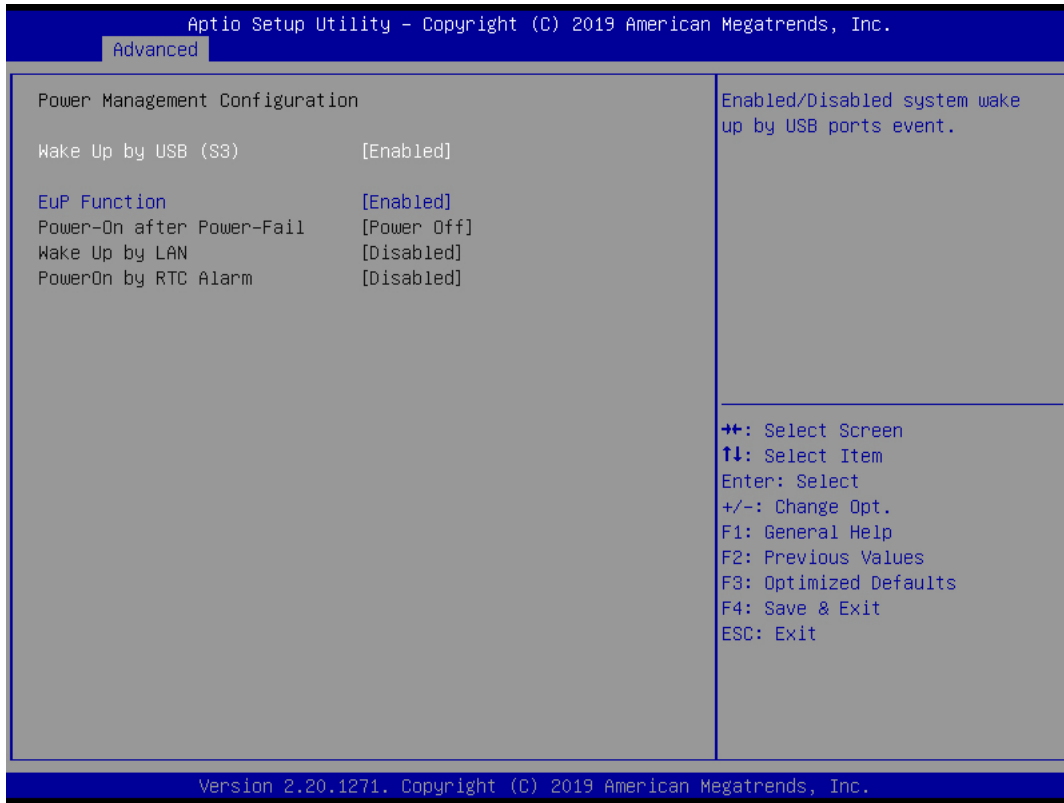 Aptio Setup Utility – Copyright (C) 2019 American Megatrends, Inc.
Advanced
Power Management Configuration
Wake Up by USB (S3) [Enabled]
EuP Function [Enabled]
Power-On after Power-Fail [Power Off]
Wake Up by LAN [Disabled]
PowerOn by RTC Alarm [Disabled]
Enabled/Disabled system wake
up by USB ports event.
→←: Select Screen
↑↓: Select Item
Enter: Select
+/-: Change Opt.
F1: General Help
F2: Previous Values
F3: Optimized Defaults
F4: Save & Exit
ESC: Exit
Version 2.20.1271. Copyright (C) 2019 American Megatrends, Inc.